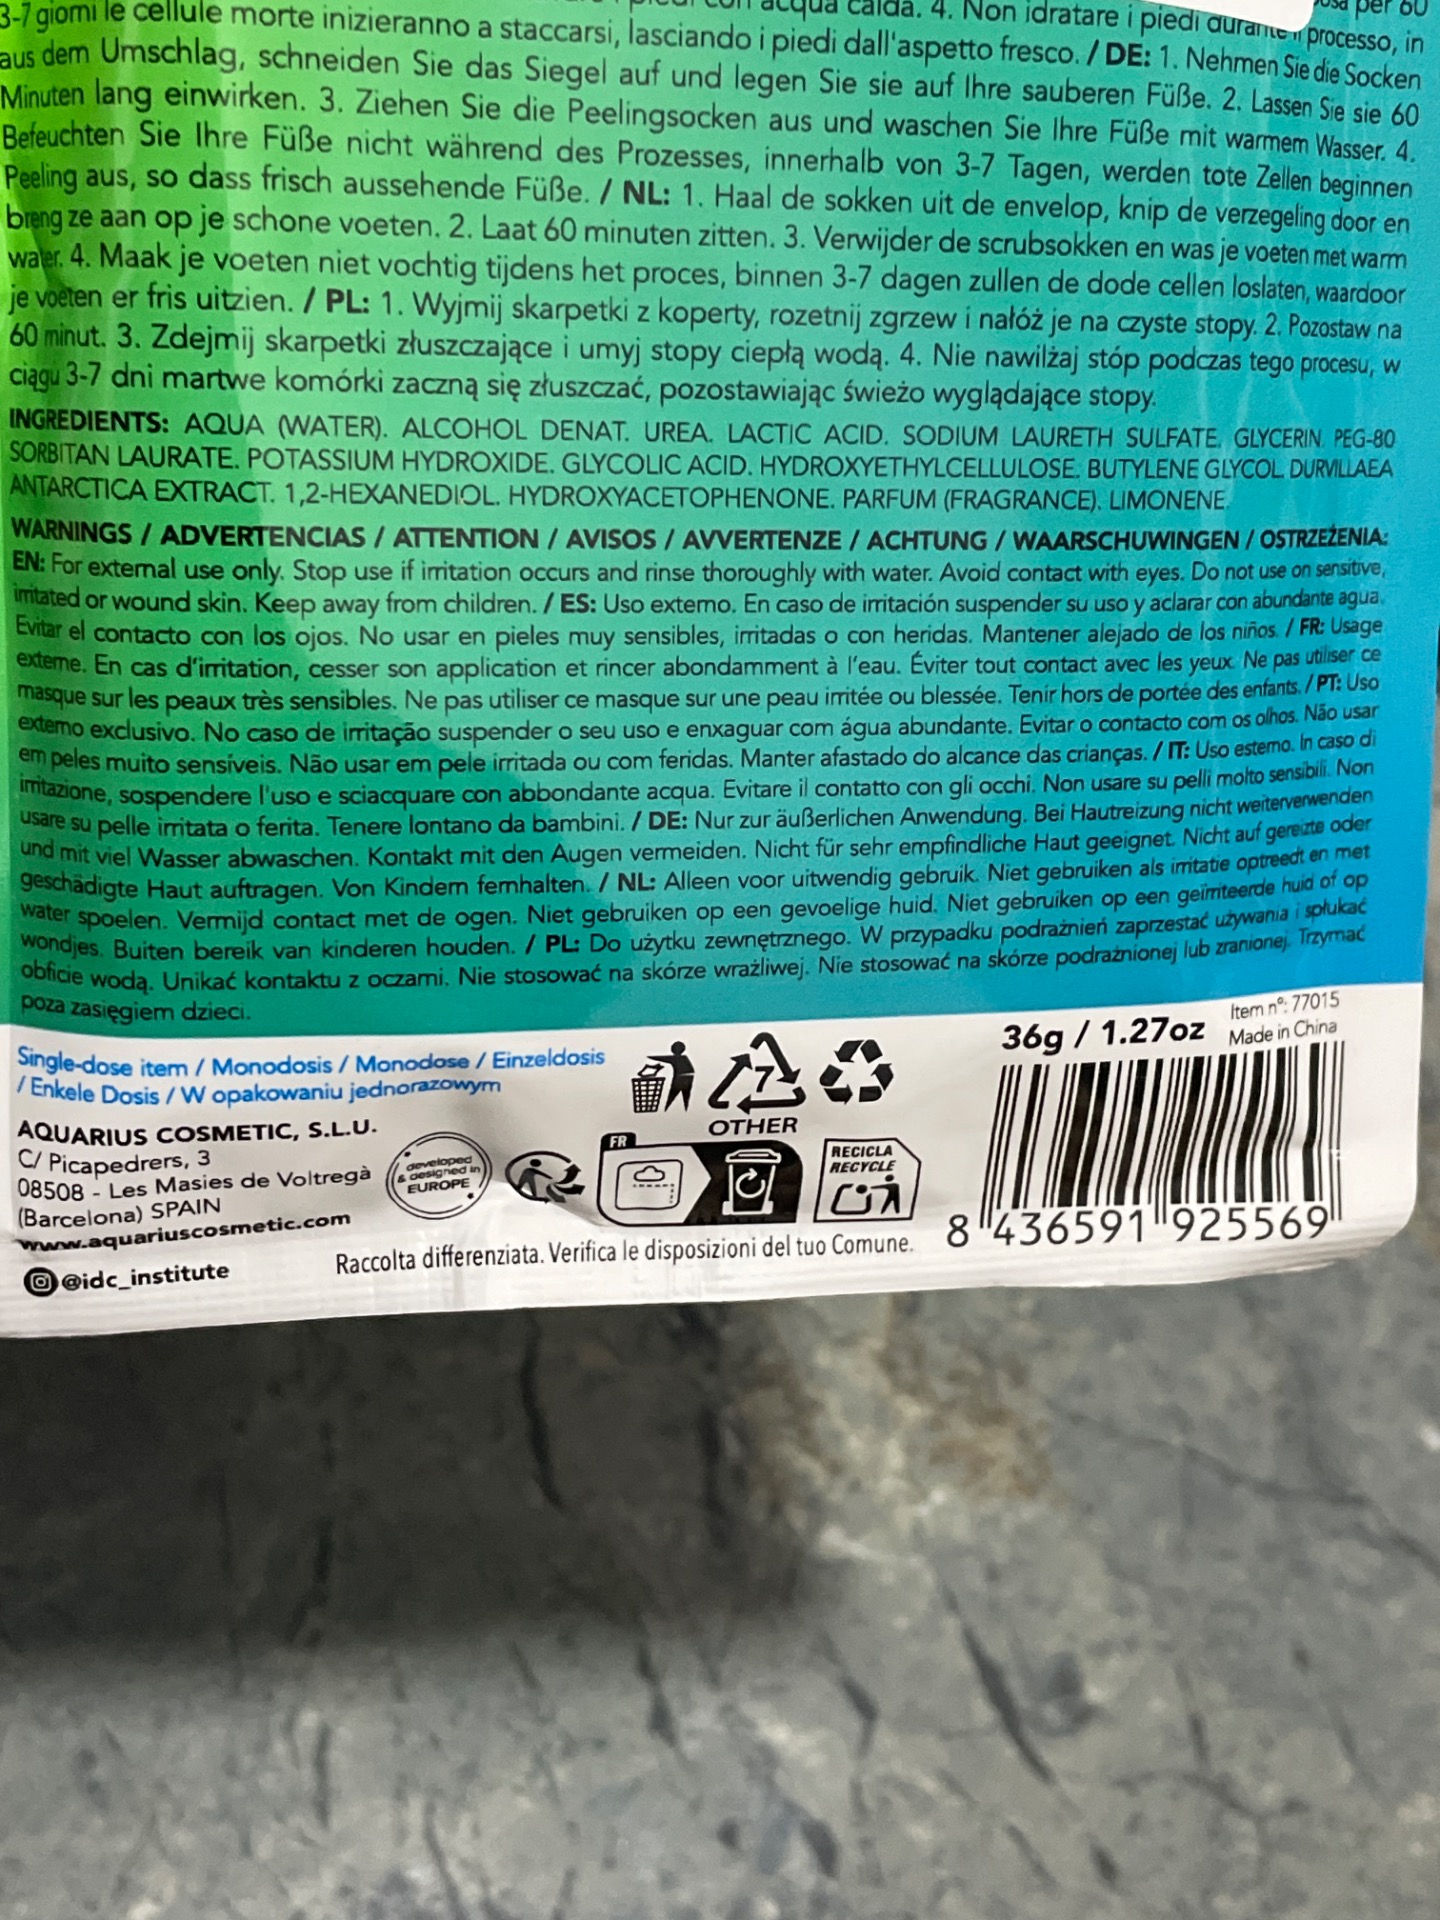 acqua calda. 4. Non idratare i piedi durante il processo, in
3-7 giorni le cellule morte inizieranno a staccarsi, lasciando i piedi dall'aspetto fresco. / DE: 1. Nehmen Sie die Socken
aus dem Umschlag, schneiden Sie das Siegel auf und legen Sie sie auf Ihre sauberen Füße. 2. Lassen Sie sie 60
Minuten lang einwirken. 3. Ziehen Sie die Peelingsocken aus und waschen Sie Ihre Füße mit warmem Wasser. 4.
Befeuchten Sie Ihre Füße nicht während des Prozesses, innerhalb von 3-7 Tagen, werden tote Zellen beginnen
Peeling aus, so dass frisch aussehende Füße. / NL: 1. Haal de sokken uit de envelop, knip de verzegeling door en
breng ze aan op je schone voeten. 2. Laat 60 minuten zitten. 3. Verwijder de scrubsokken en was je voeten met warm
water. 4. Maak je voeten niet vochtig tijdens het proces, binnen 3-7 dagen zullen de dode cellen loslaten, waardoor
je voeten er fris uitzien. / PL: 1. Wyjmij skarpetki z koperty, rozetnij zgrzew i nałóż je na czyste stopy. 2. Pozostaw na
60 minut. 3. Zdejmij skarpetki złuszczające i umyj stopy ciepłą wodą. 4. Nie nawilżaj stóp podczas tego procesu, w
ciągu 3-7 dni martwe komórki zaczną się złuszczać, pozostawiając świeżo wyglądające stopy.
INGREDIENTS: AQUA (WATER). ALCOHOL DENAT. UREA. LACTIC ACID. SODIUM LAURETH SULFATE. GLYCERIN. PEG-80
SORBITAN LAURATE. POTASSIUM HYDROXIDE. GLYCOLIC ACID. HYDROXYETHYLCELLULOSE. BUTYLENE GLYCOL. DURVILLAEA
ANTARCTICA EXTRACT. 1,2-HEXANEDIOL. HYDROXYACETOPHENONE. PARFUM (FRAGRANCE). LIMONENE.
WARNINGS / ADVERTENCIAS / ATTENTION / AVISOS / AVVERTENZE / ACHTUNG / WAARSCHUWINGEN / OSTRZEŻENIA:
EN: For external use only. Stop use if irritation occurs and rinse thoroughly with water. Avoid contact with eyes. Do not use on sensitive,
irritated or wound skin. Keep away from children. / ES: Uso externo. En caso de irritación suspender su uso y aclarar con abundante agua.
Evitar el contacto con los ojos. No usar en pieles muy sensibles, irritadas o con heridas. Mantener alejado de los niños. / FR: Usage
externe. En cas d'irritation, cesser son application et rincer abondamment à l'eau. Éviter tout contact avec les yeux. Ne pas utiliser ce
masque sur les peaux très sensibles. Ne pas utiliser ce masque sur une peau irritée ou blessée. Tenir hors de portée des enfants. / PT: Uso
externo exclusivo. No caso de irritação suspender o seu uso e enxaguar com água abundante. Evitar o contacto com os olhos. Não usar
em peles muito sensíveis. Não usar em pele irritada ou com feridas. Manter afastado do alcance das crianças. / IT: Uso esterno. In caso di
irritazione, sospendere l'uso e sciacquare con abbondante acqua. Evitare il contatto con gli occhi. Non usare su pelli molto sensibili. Non
usare su pelle irritata o ferita. Tenere lontano da bambini. / DE: Nur zur äußerlichen Anwendung. Bei Hautreizung nicht weiterverwenden
und mit viel Wasser abwaschen. Kontakt mit den Augen vermeiden. Nicht für sehr empfindliche Haut geeignet. Nicht auf gereizte oder
geschädigte Haut auftragen. Von Kindern fernhalten. / NL: Alleen voor uitwendig gebruik. Niet gebruiken als irritatie optreedt en met
water spoelen. Vermijd contact met de ogen. Niet gebruiken op een gevoelige huid. Niet gebruiken op een geïrriteerde huid of op
wondjes. Buiten bereik van kinderen houden. / PL: Do użytku zewnętrznego. W przypadku podrażnień zaprzestać używania i spłukać
obficie wodą. Unikać kontaktu z oczami. Nie stosować na skórze wrażliwej. Nie stosować na skórze podrażnionej lub zranionej. Trzymać
poza zasięgiem dzieci.
Single-dose item / Monodosis / Monodose / Einzeldosis
/ Enkele Dosis / W opakowaniu jednorazowym
AQUARIUS COSMETIC, S.L.U.
C/ Picapedrers, 3
08508 - Les Masies de Voltregà
(Barcelona) SPAIN
www.aquariuscosmetic.com
@idc_institute
developed
& designed in
EUROPE
7
OTHER
FR
RECICLA
RECYCLE
Raccolta differenziata. Verifica le disposizioni del tuo Comune.
36g / 1.27oz
Item nº: 77015
Made in China
8 436591 925569